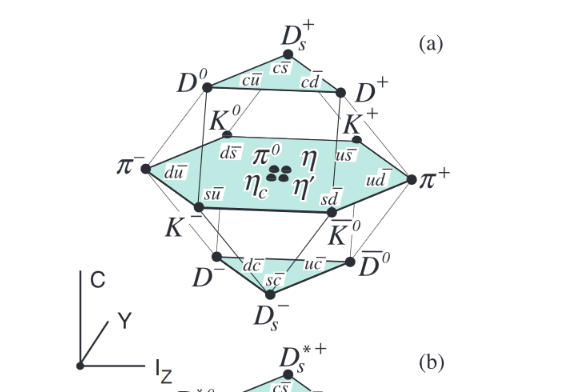 D_s^+
(a)
cs̄
D^0 cū cd̄ D^+
K^0 K^+
ds̄ π^0 η us̄
π^- dū ud̄ π^+
η_c η′
sū sd̄
K^- K̄^0
D^- dc̄ uc̄ D̄^0
sc̄
D_s^-
C
Y
I_Z
D_s^{*+}
(b)
cs̄